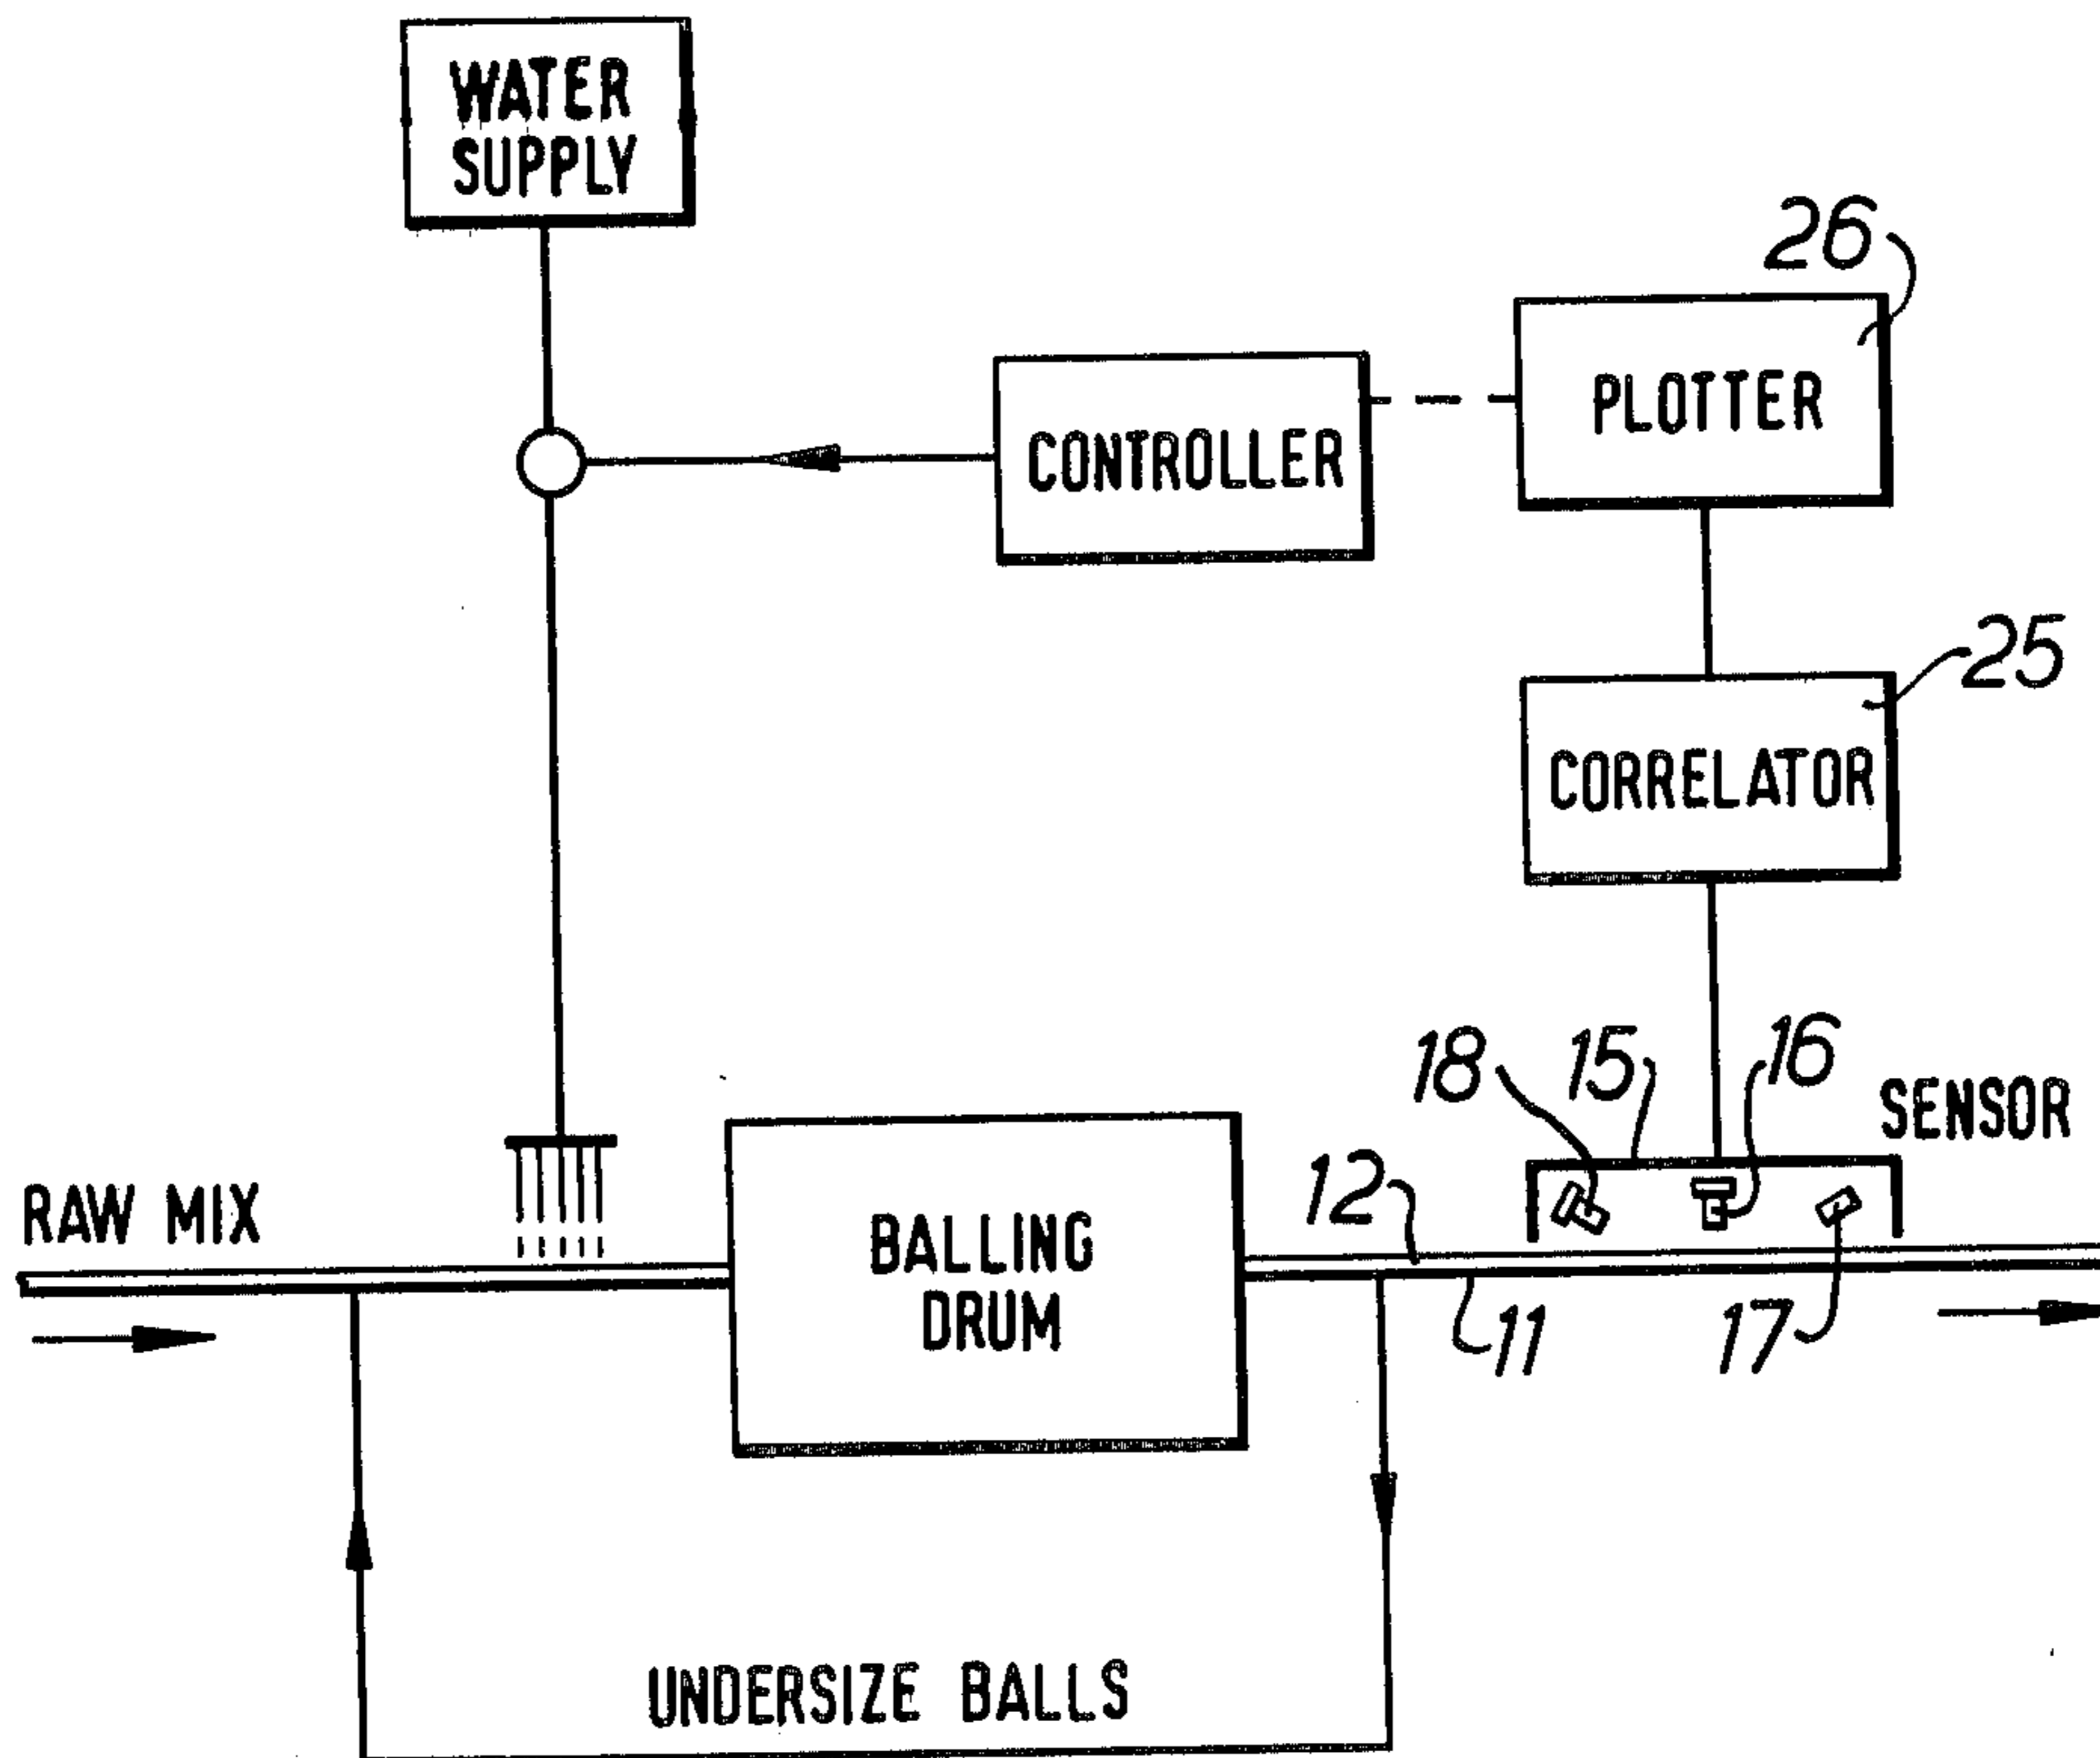 WATER
SUPPLY
26
PLOTTER
CONTROLLER
25
CORRELATOR
18
15
16
SENSOR
12
RAW MIX
BALLING
DRUM
11
17
UNDERSIZE BALLS